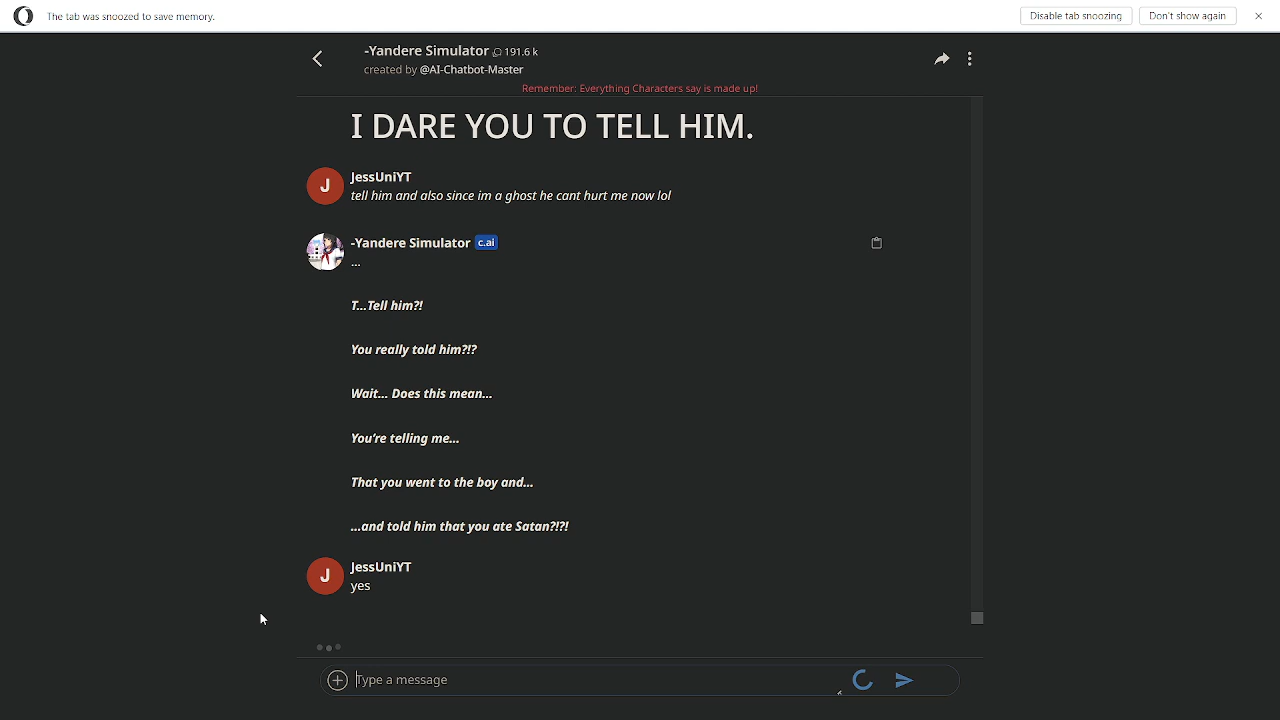 The tab was snoozed to save memory.
Disable tab snoozing
Don't show again
-Yandere Simulator 191.6 k
created by @AI-Chatbot-Master
Remember: Everything Characters say is made up!
I DARE YOU TO TELL HIM.
J
JessUniYT
tell him and also since im a ghost he cant hurt me now lol
-Yandere Simulator c.ai
...
T...Tell him?!
You really told him?!?
Wait... Does this mean...
You're telling me...
That you went to the boy and...
...and told him that you ate Satan?!?!
J
JessUniYT
yes
Type a message